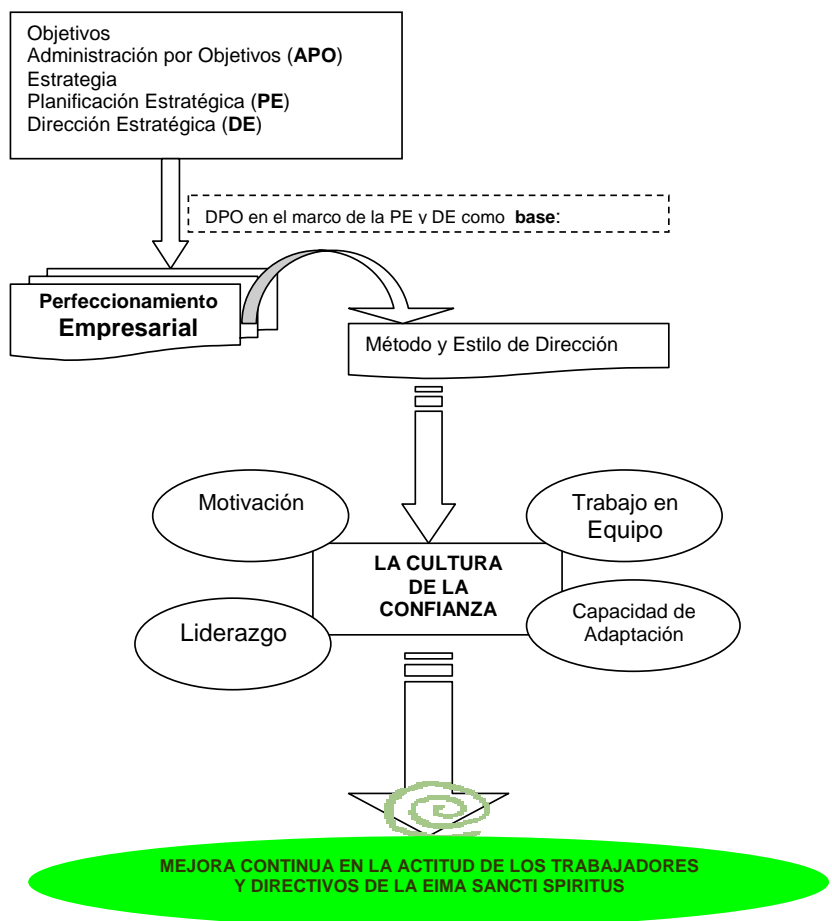 Objetivos
Administración por Objetivos (APO)
Estrategia
Planificación Estratégica (PE)
Dirección Estratégica (DE)
DPO en el marco de la PE y DE como base:
Perfeccionamiento
Empresarial
Método y Estilo de Dirección
Motivación
Trabajo en
Equipo
LA CULTURA
DE LA
CONFIANZA
Liderazgo
Capacidad de
Adaptación
MEJORA CONTINUA EN LA ACTITUD DE LOS TRABAJADORES
Y DIRECTIVOS DE LA EIMA SANCTI SPIRITUS